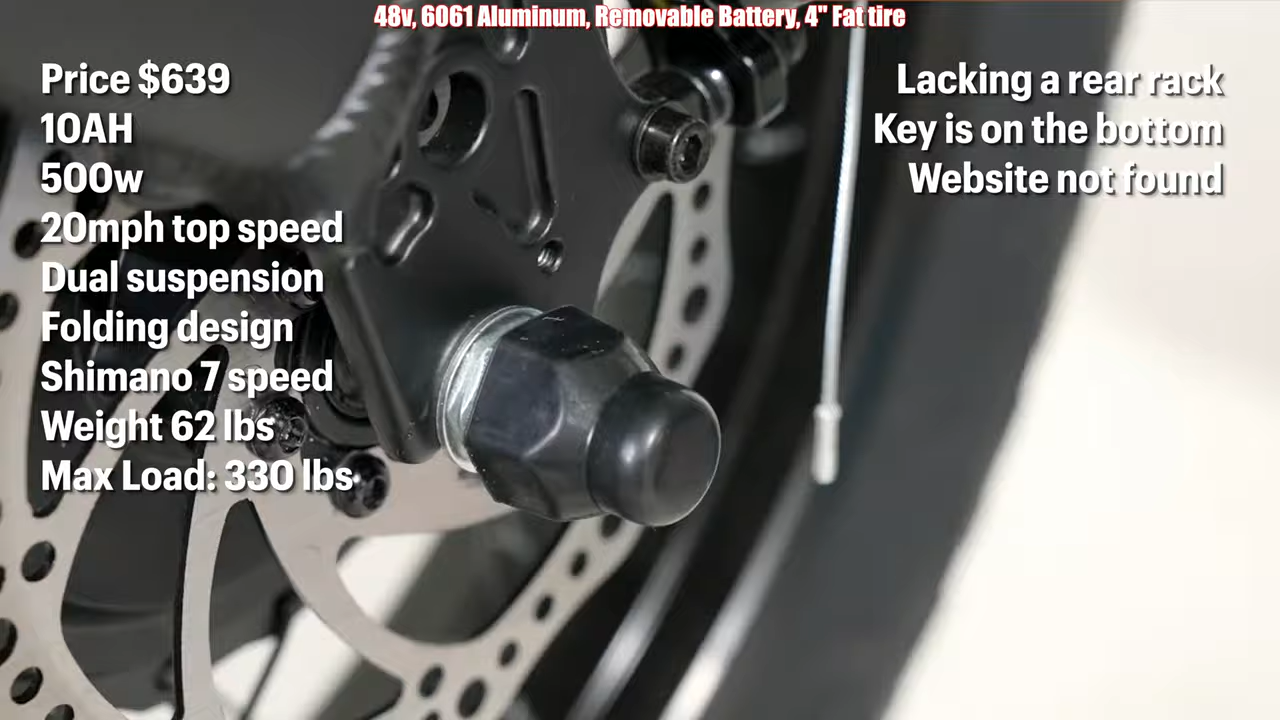 48v, 6061 Aluminum, Removable Battery, 4" Fat tire
Price $639
10AH
500w
20mph top speed
Dual suspension
Folding design
Shimano 7 speed
Weight 62 lbs
Max Load: 330 lbs
Lacking a rear rack
Key is on the bottom
Website not found